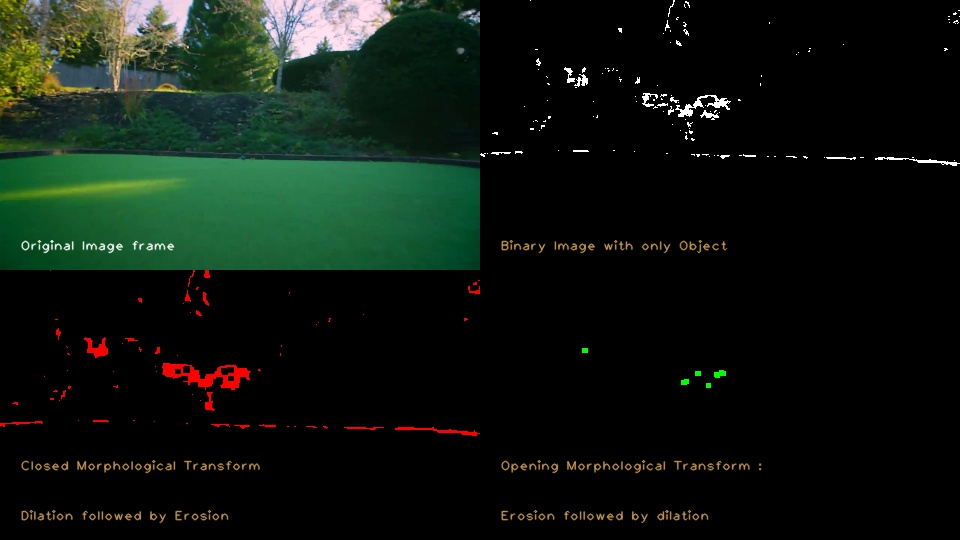 Original Image frame
Binary Image with only Object
Closed Morphological Transform
Dilation followed by Erosion
Opening Morphological Transform :
Erosion followed by dilation